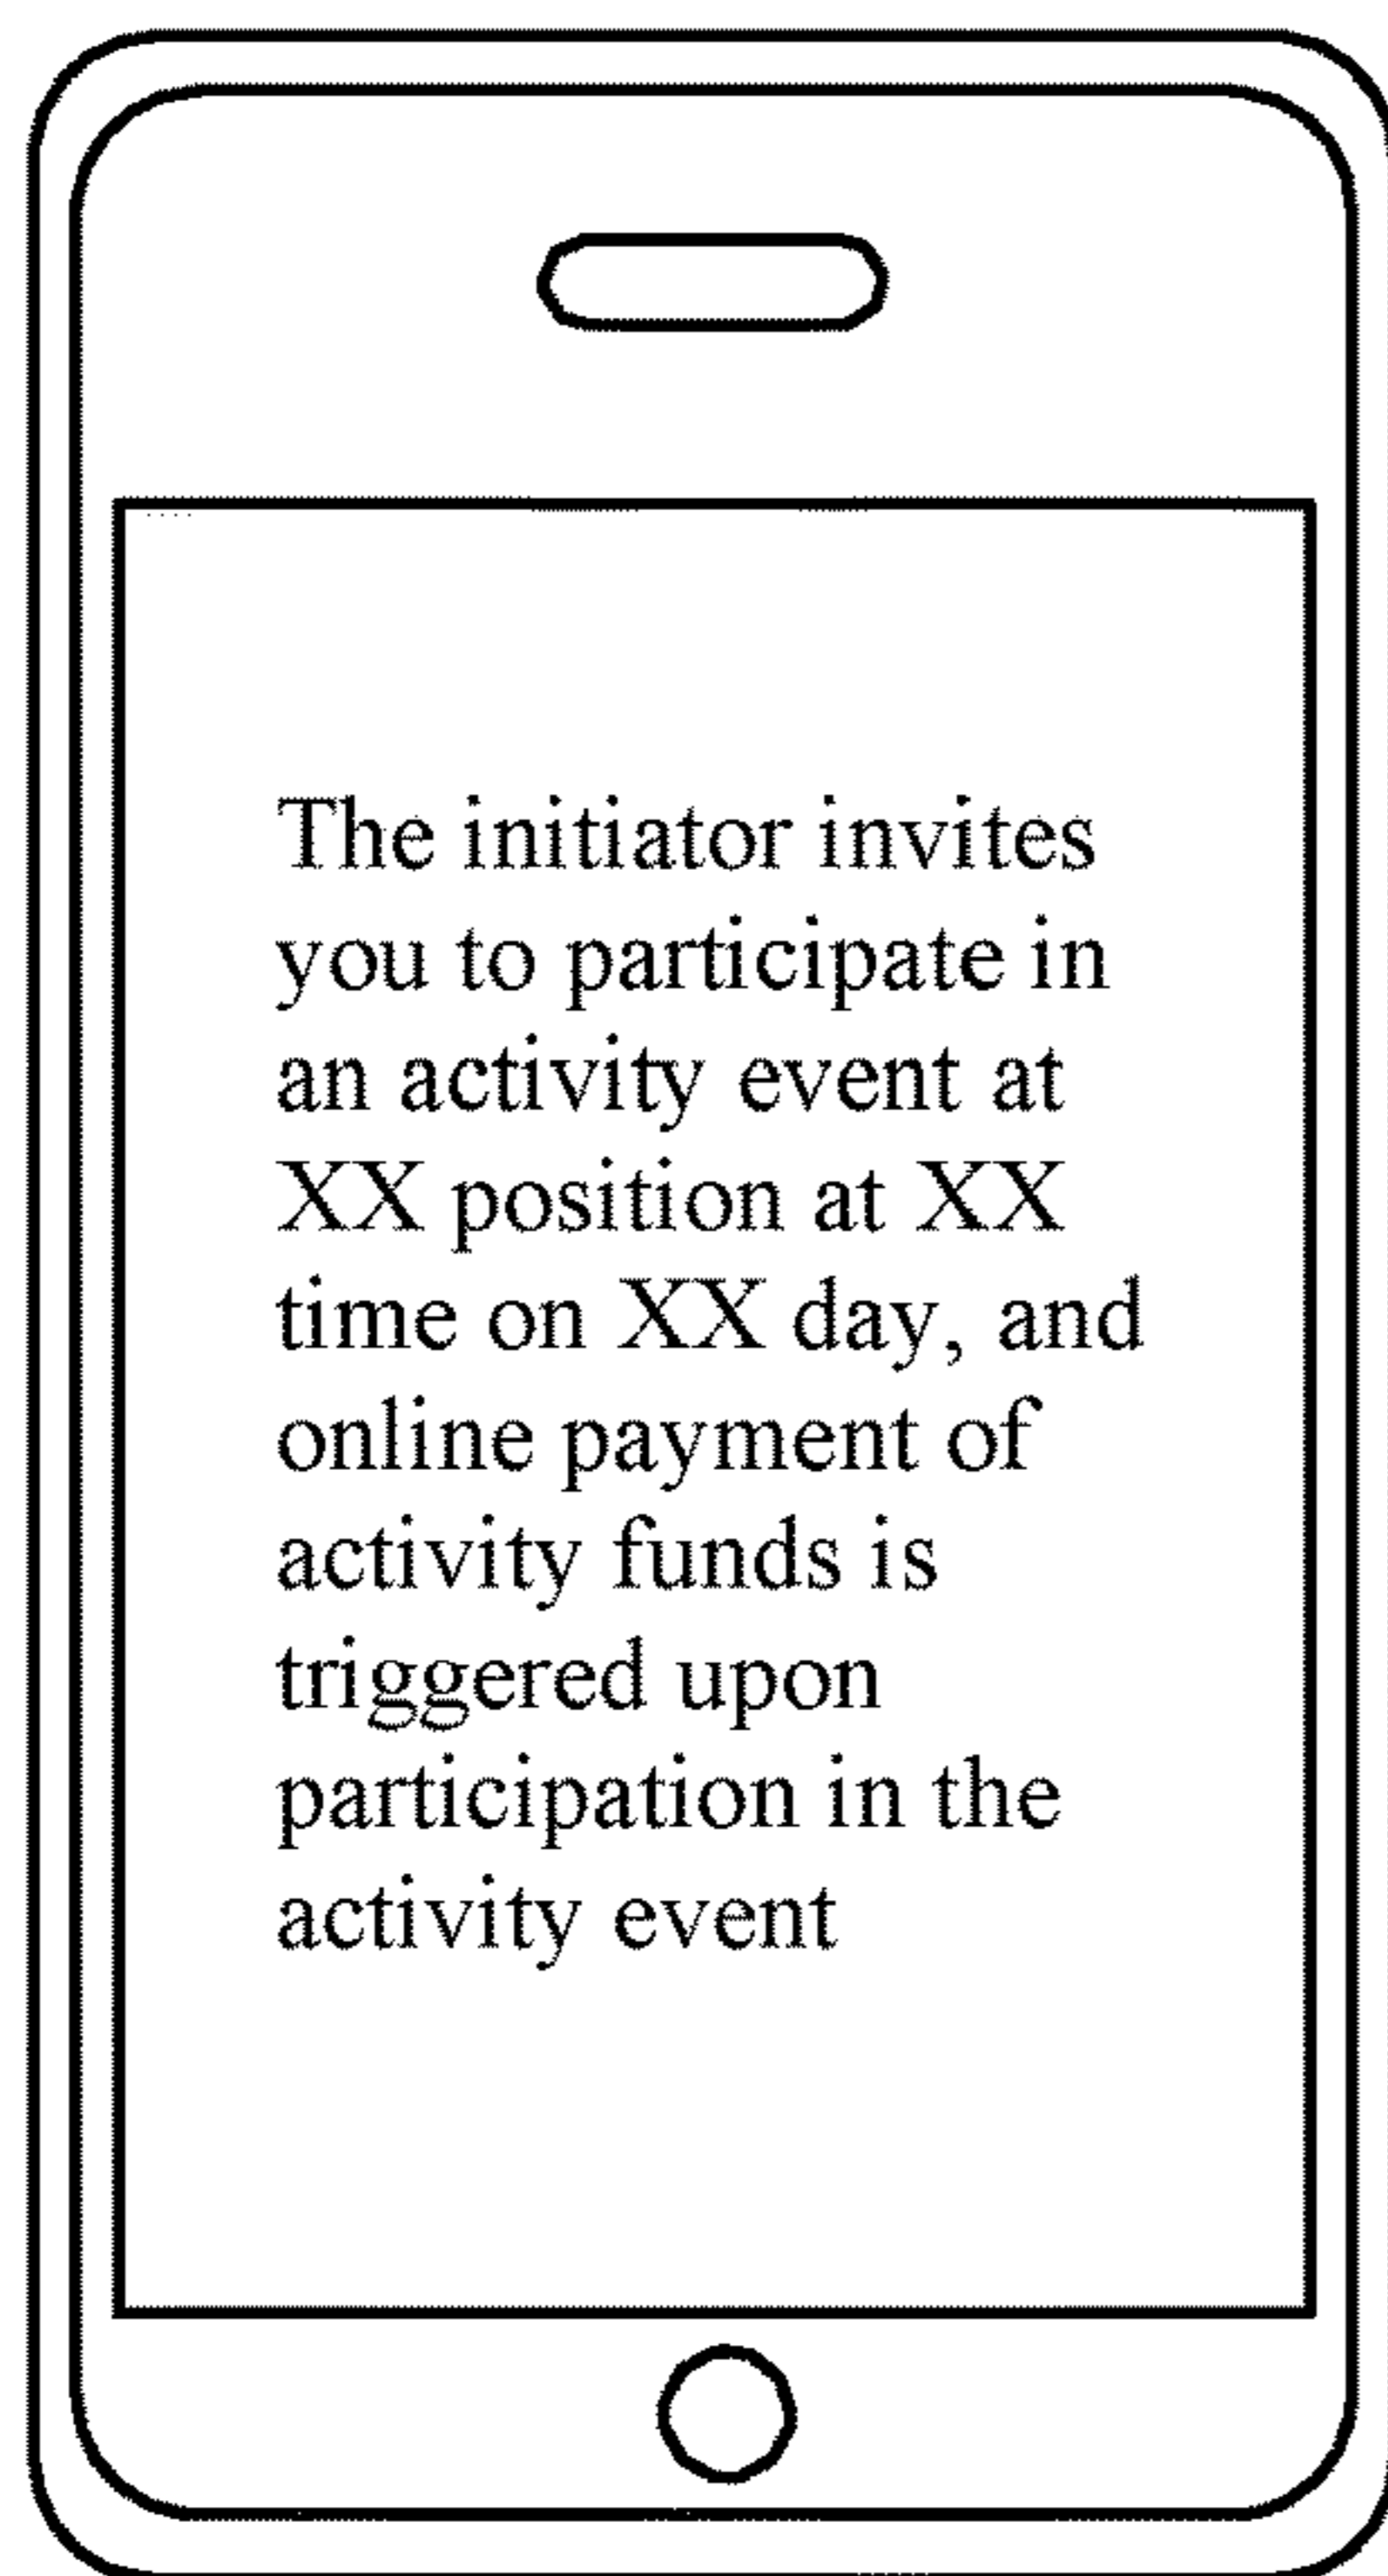 The initiator invites
you to participate in
an activity event at
XX position at XX
time on XX day, and
online payment of
activity funds is
triggered upon
participation in the
activity event